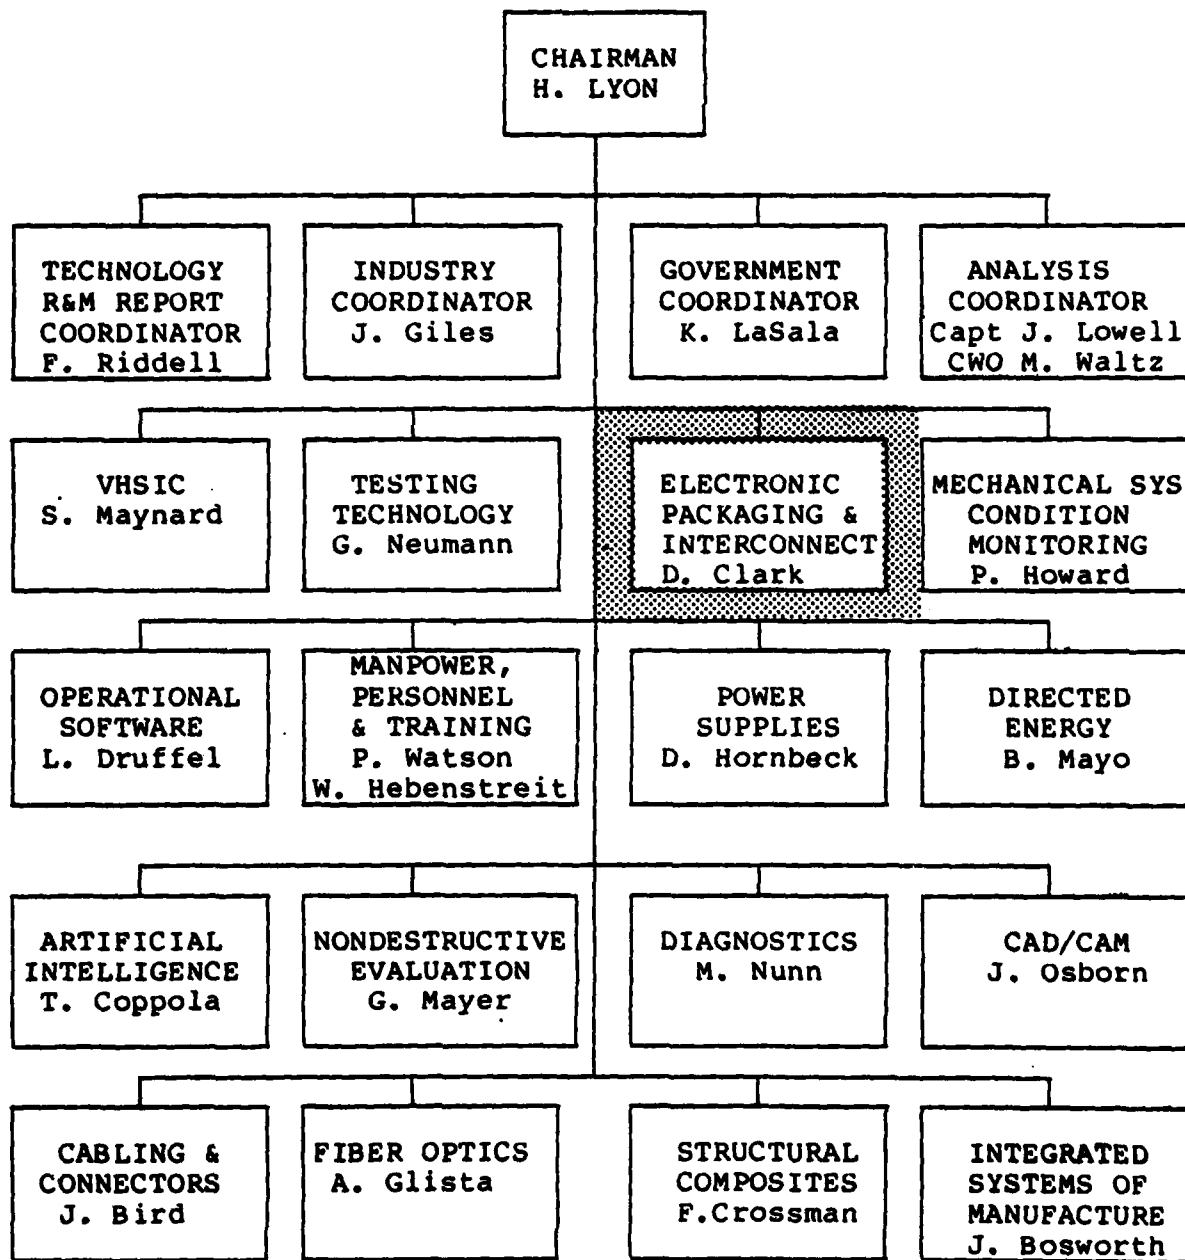 CHAIRMAN
H. LYON
TECHNOLOGY
R&M REPORT
COORDINATOR
F. Riddell
INDUSTRY
COORDINATOR
J. Giles
GOVERNMENT
COORDINATOR
K. LaSala
ANALYSIS
COORDINATOR
Capt J. Lowell
CWO M. Waltz
VHSIC
S. Maynard
TESTING
TECHNOLOGY
G. Neumann
ELECTRONIC
PACKAGING &
INTERCONNECT
D. Clark
MECHANICAL SYS
CONDITION
MONITORING
P. Howard
OPERATIONAL
SOFTWARE
L. Druffel
MANPOWER,
PERSONNEL
& TRAINING
P. Watson
W. Hebenstreit
POWER
SUPPLIES
D. Hornbeck
DIRECTED
ENERGY
B. Mayo
ARTIFICIAL
INTELLIGENCE
T. Coppola
NONDESTRUCTIVE
EVALUATION
G. Mayer
DIAGNOSTICS
M. Nunn
CAD/CAM
J. Osborn
CABLING &
CONNECTORS
J. Bird
FIBER OPTICS
A. Glista
STRUCTURAL
COMPOSITES
F.Crossman
INTEGRATED
SYSTEMS OF
MANUFACTURE
J. Bosworth